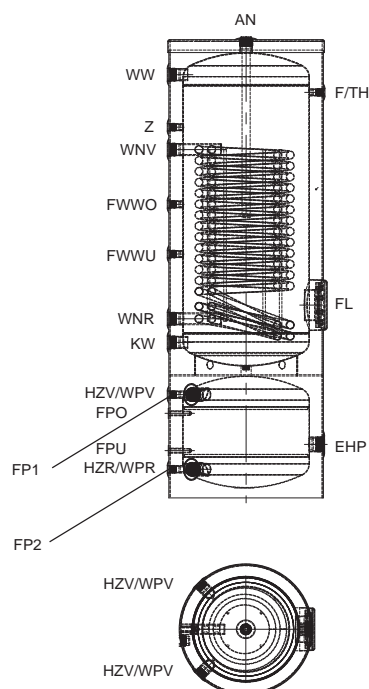 AN
WW
F/TH
Z
WNV
FWWO
FWWU
FL
WNR
KW
HZV/WPV
FPO
FPU
EHP
HZR/WPR
FP1
FP2
HZV/WPV
HZV/WPV